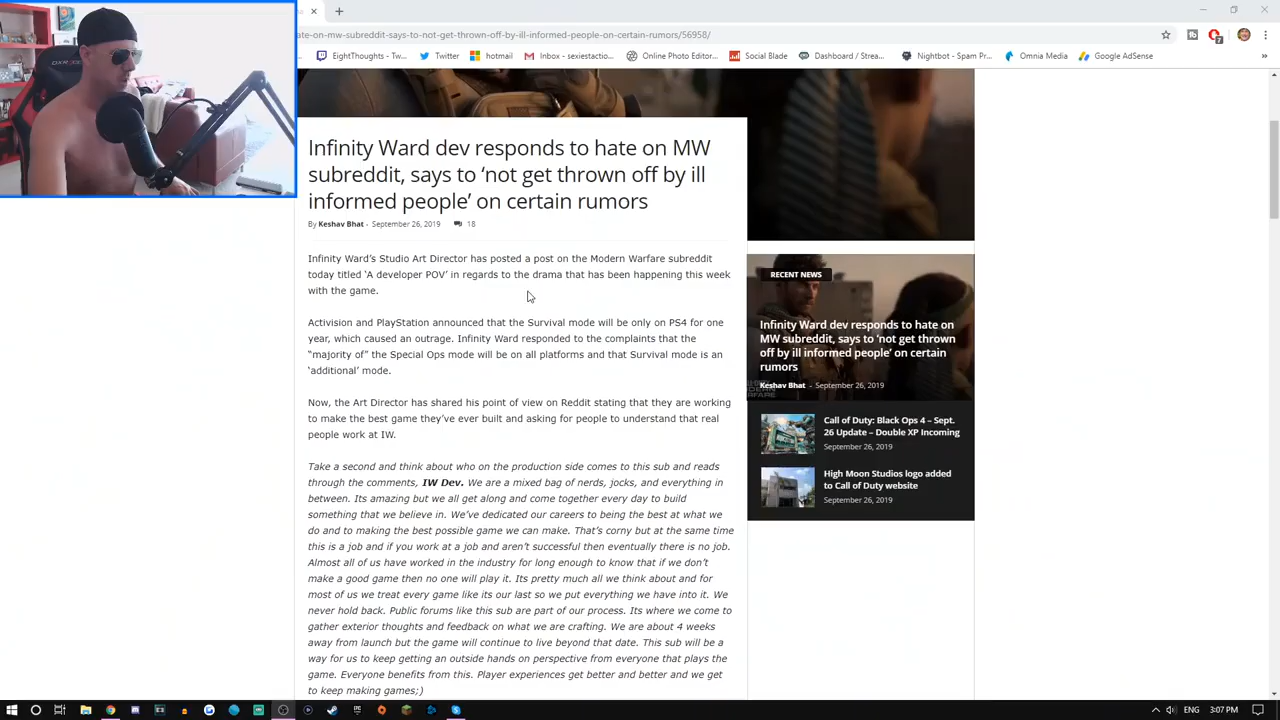 ate-on-mw-subreddit-says-to-not-get-thrown-off-by-ill-informed-people-on-certain-rumors/56958/
EightThoughts - Tw...
Twitter
hotmail
Inbox - sexiestactio...
Online Photo Editor...
Social Blade
Dashboard / Strea...
Nightbot - Spam Pr...
Omnia Media
Google AdSense
Infinity Ward dev responds to hate on MW
subreddit, says to ‘not get thrown off by ill
informed people’ on certain rumors
By Keshav Bhat - September 26, 2019 18
Infinity Ward’s Studio Art Director has posted a post on the Modern Warfare subreddit
today titled ‘A developer POV’ in regards to the drama that has been happening this week
with the game.
Activision and PlayStation announced that the Survival mode will be only on PS4 for one
year, which caused an outrage. Infinity Ward responded to the complaints that the
“majority of” the Special Ops mode will be on all platforms and that Survival mode is an
‘additional’ mode.
Now, the Art Director has shared his point of view on Reddit stating that they are working
to make the best game they’ve ever built and asking for people to understand that real
people work at IW.
Take a second and think about who on the production side comes to this sub and reads
through the comments, IW Dev. We are a mixed bag of nerds, jocks, and everything in
between. Its amazing but we all get along and come together every day to build
something that we believe in. We’ve dedicated our careers to being the best at what we
do and to making the best possible game we can make. That’s corny but at the same time
this is a job and if you work at a job and aren’t successful then eventually there is no job.
Almost all of us have worked in the industry for long enough to know that if we don’t
make a good game then no one will play it. Its pretty much all we think about and for
most of us we treat every game like its our last so we put everything we have into it. We
never hold back. Public forums like this sub are part of our process. Its where we come to
gather exterior thoughts and feedback on what we are crafting. We are about 4 weeks
away from launch but the game will continue to live beyond that date. This sub will be a
way for us to keep getting an outside hands on perspective from everyone that plays the
game. Everyone benefits from this. Player experiences get better and better and we get
to keep making games;)
RECENT NEWS
Infinity Ward dev responds to hate on
MW subreddit, says to ‘not get thrown
off by ill informed people’ on certain
rumors
Keshav Bhat - September 26, 2019
Call of Duty: Black Ops 4 – Sept.
26 Update – Double XP Incoming
September 26, 2019
High Moon Studios logo added
to Call of Duty website
September 26, 2019
ENG 3:07 PM